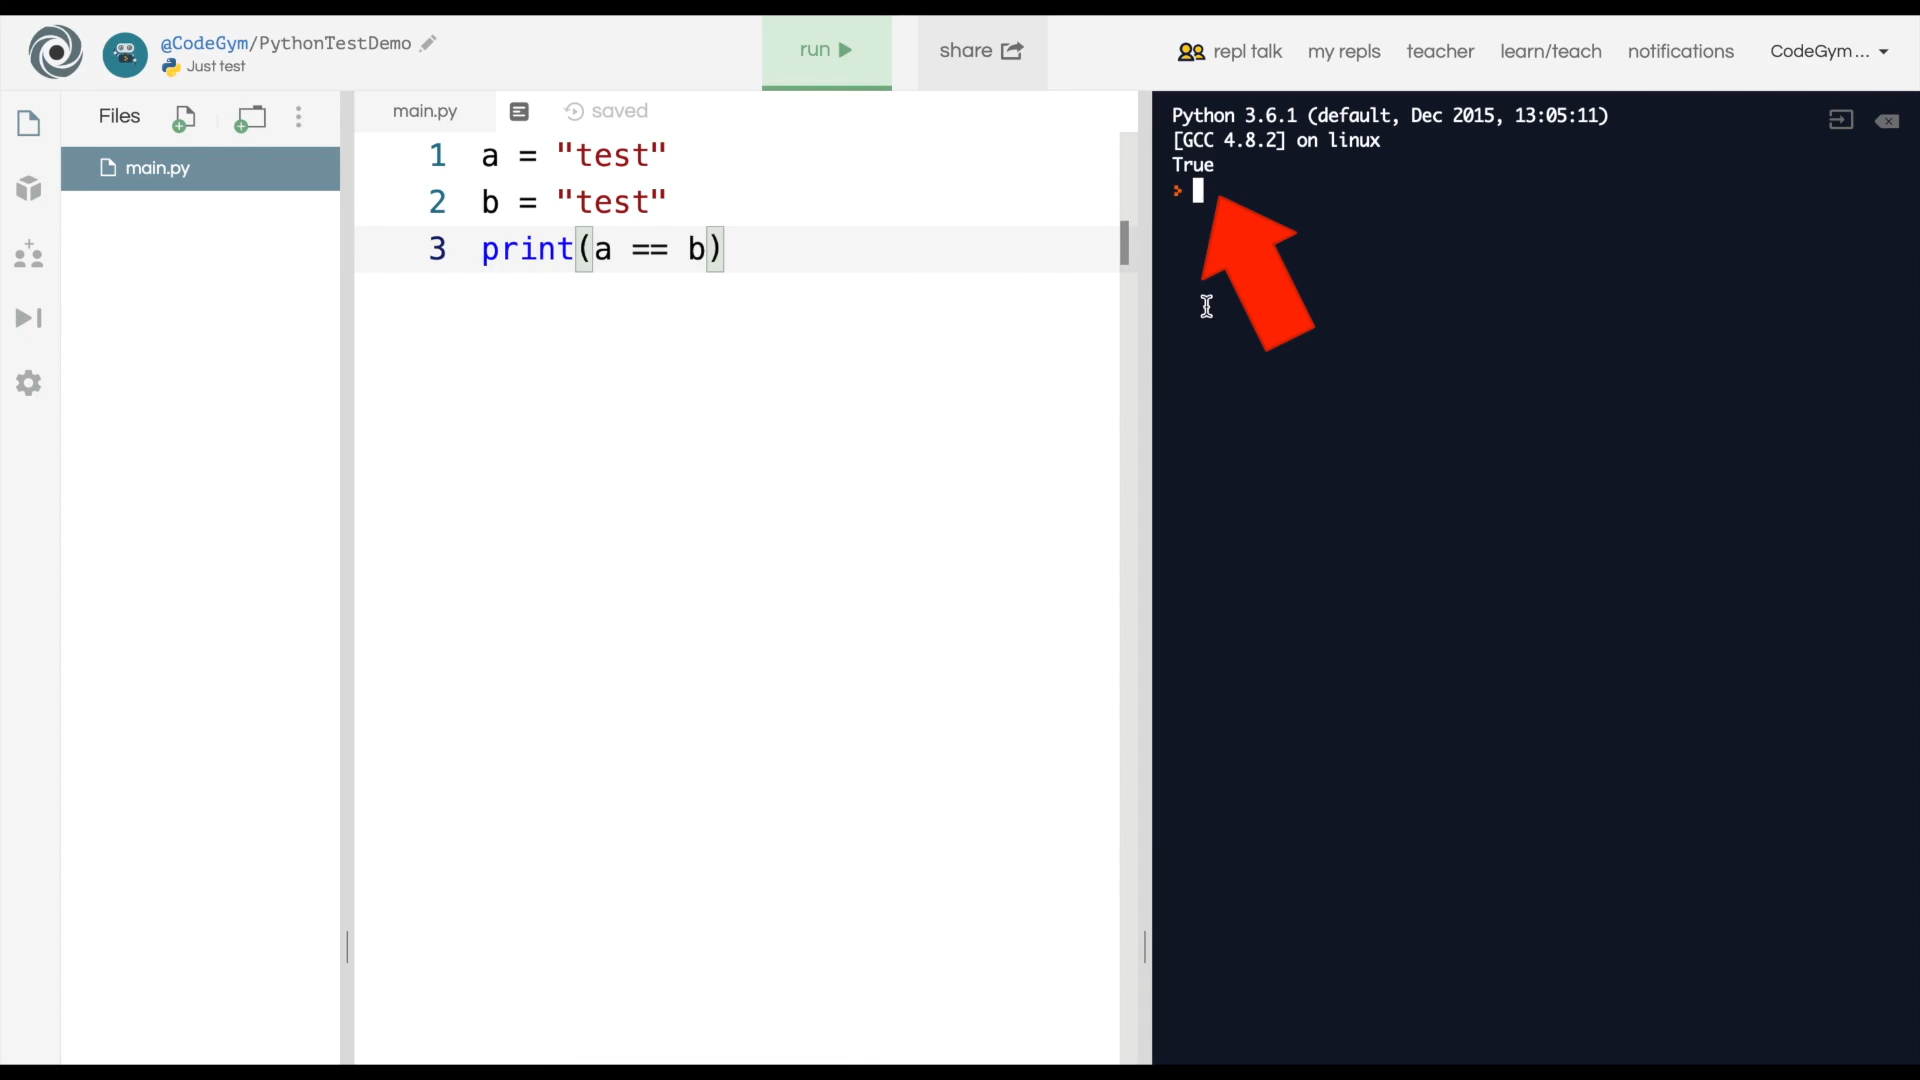 @CodeGym/PythonTestDemo
Just test
run
share
repl talk
my repls
teacher
learn/teach
notifications
CodeGym...
Files
main.py
main.py
saved
1 a = "test"
2 b = "test"
3 print(a == b)
Python 3.6.1 (default, Dec 2015, 13:05:11)
[GCC 4.8.2] on linux
True